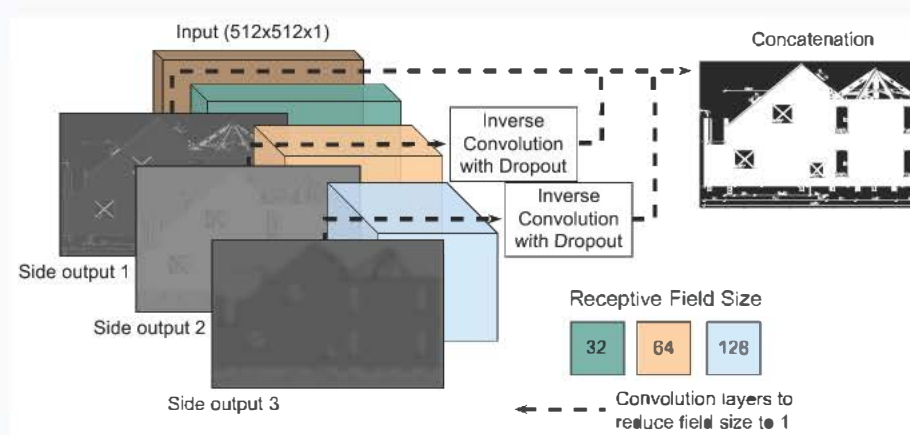 Input (512x512x1)
Concatenation
Inverse
Convolution
with Dropout
Inverse
Convolution
with Dropout
Side output 1
Side output 2
Side output 3
Receptive Field Size
32
64
126
Convolution layers to
reduce field size to 1